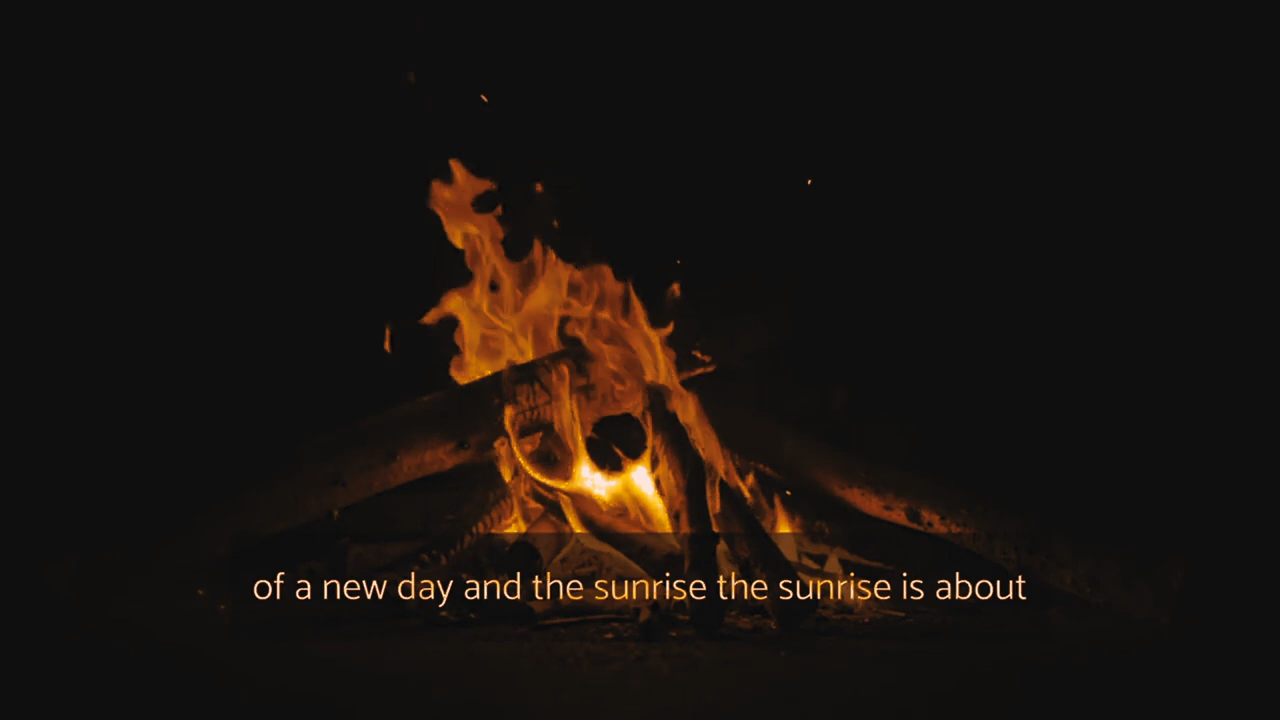 of a new day and the sunrise the sunrise is about